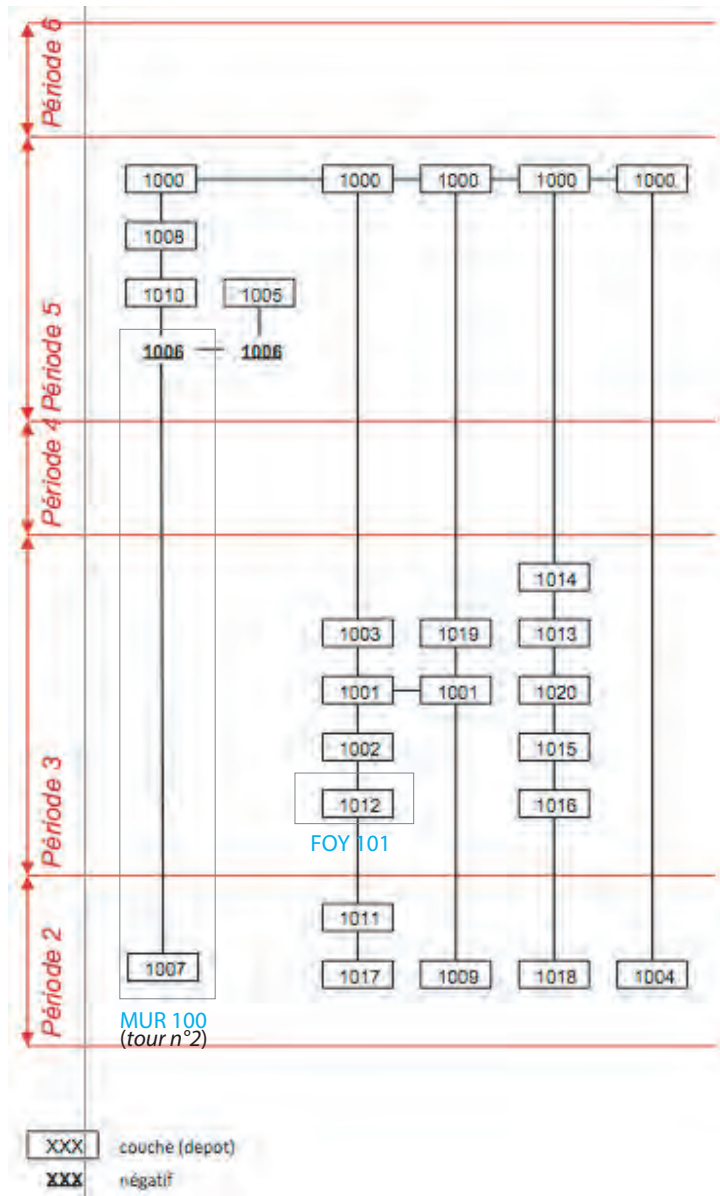 Période 6
1000 1000 1000 1000 1000
1008
1010 1005
Période 5
1006 1006
Période 4
1014
1003 1019 1013
1001 1001 1020
1002 1015
Période 3
1012 1016
FOY 101
1011
Période 2
1007 1017 1009 1018 1004
MUR 100
(tour n°2)
XXX couche (depot)
XXX négatif